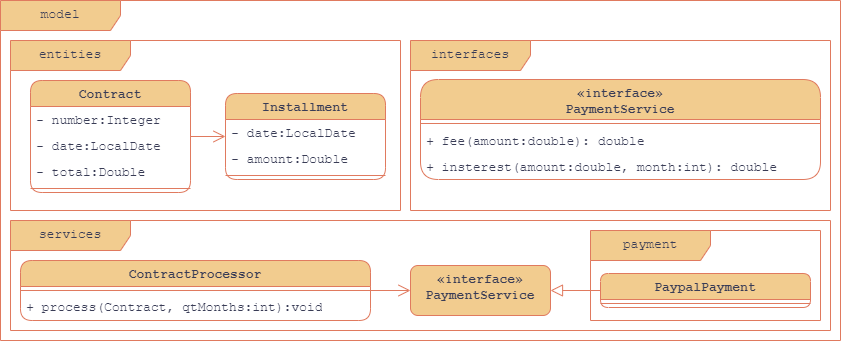 model
entities
Contract
- number:Integer
- date:LocalDate
- total:Double
Installment
- date:LocalDate
- amount:Double
interfaces
«interface»
PaymentService
+ fee(amount:double): double
+ insterest(amount:double, month:int): double
services
ContractProcessor
+ process(Contract, qtMonths:int):void
«interface»
PaymentService
payment
PaypalPayment